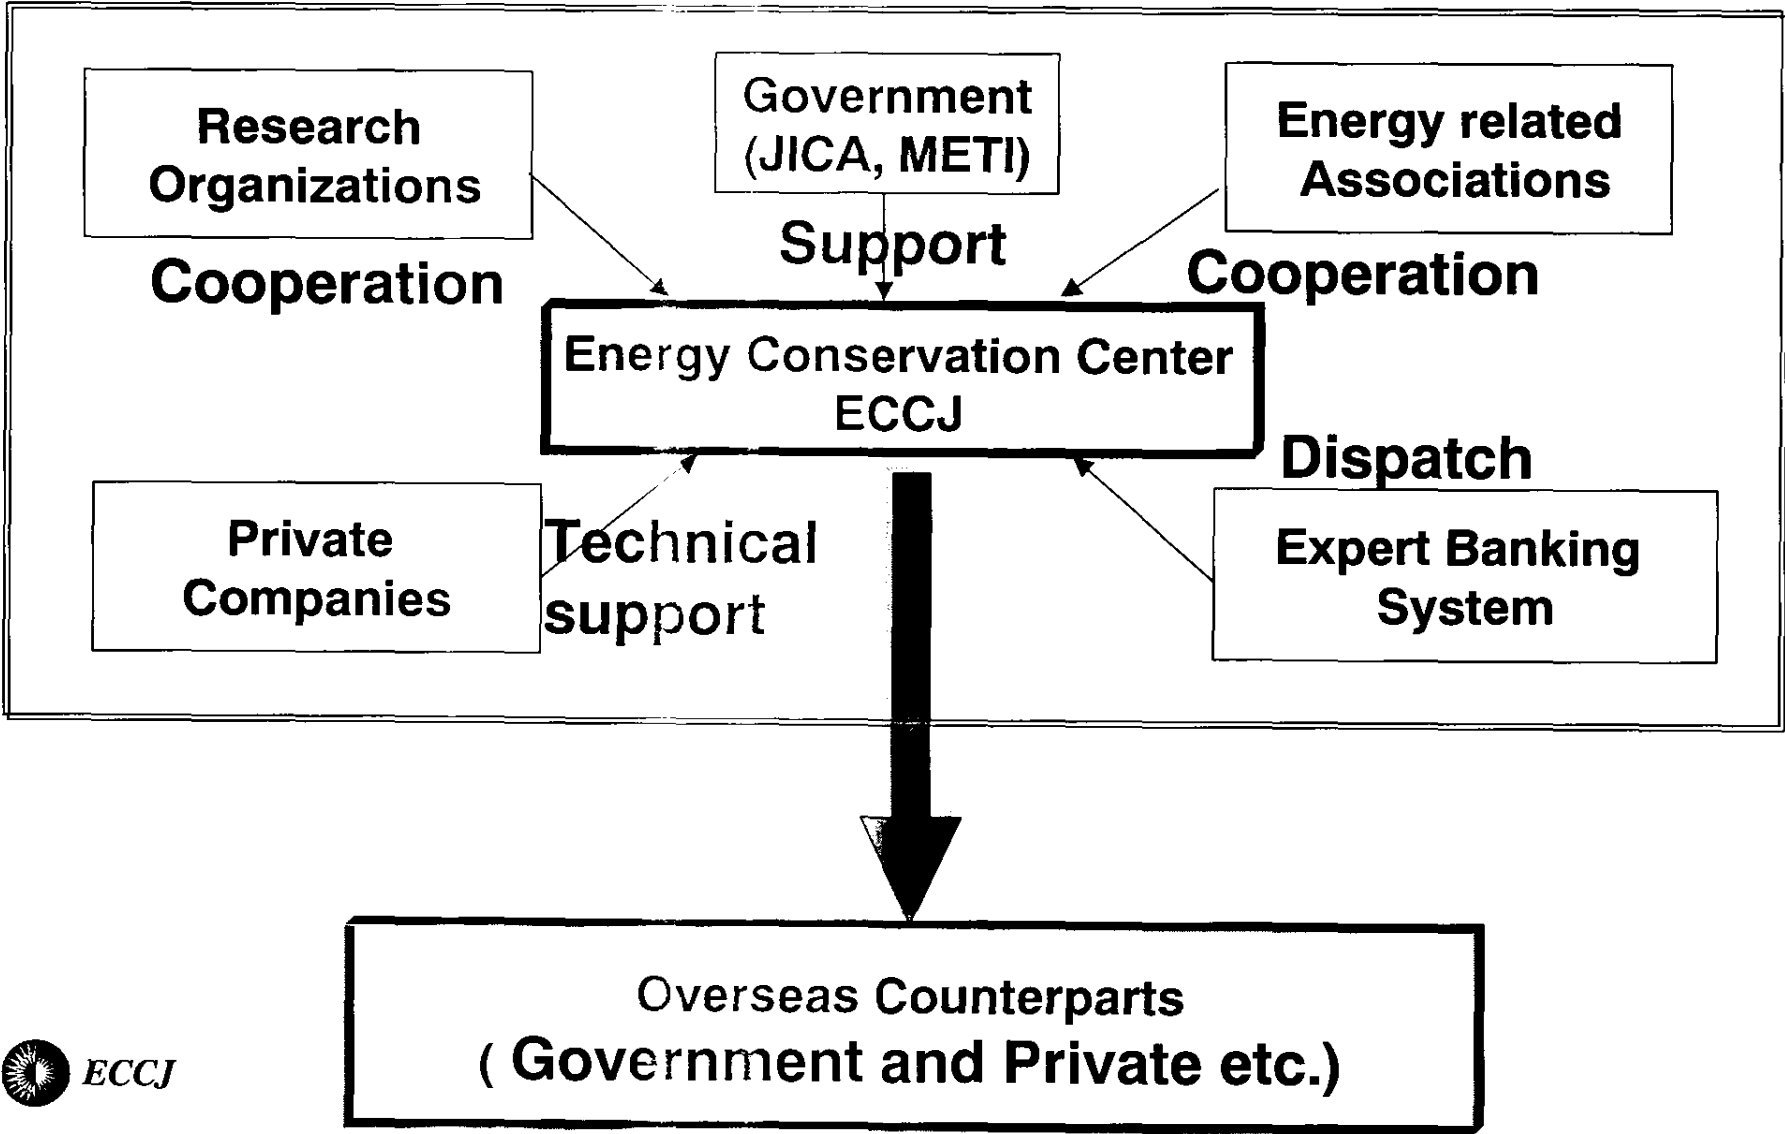 Research
Organizations
Government
(JICA, METI)
Energy related
Associations
Cooperation
Support
Cooperation
Energy Conservation Center
ECCJ
Dispatch
Private
Companies
Technical
support
Expert Banking
System
Overseas Counterparts
( Government and Private etc.)
ECCJ